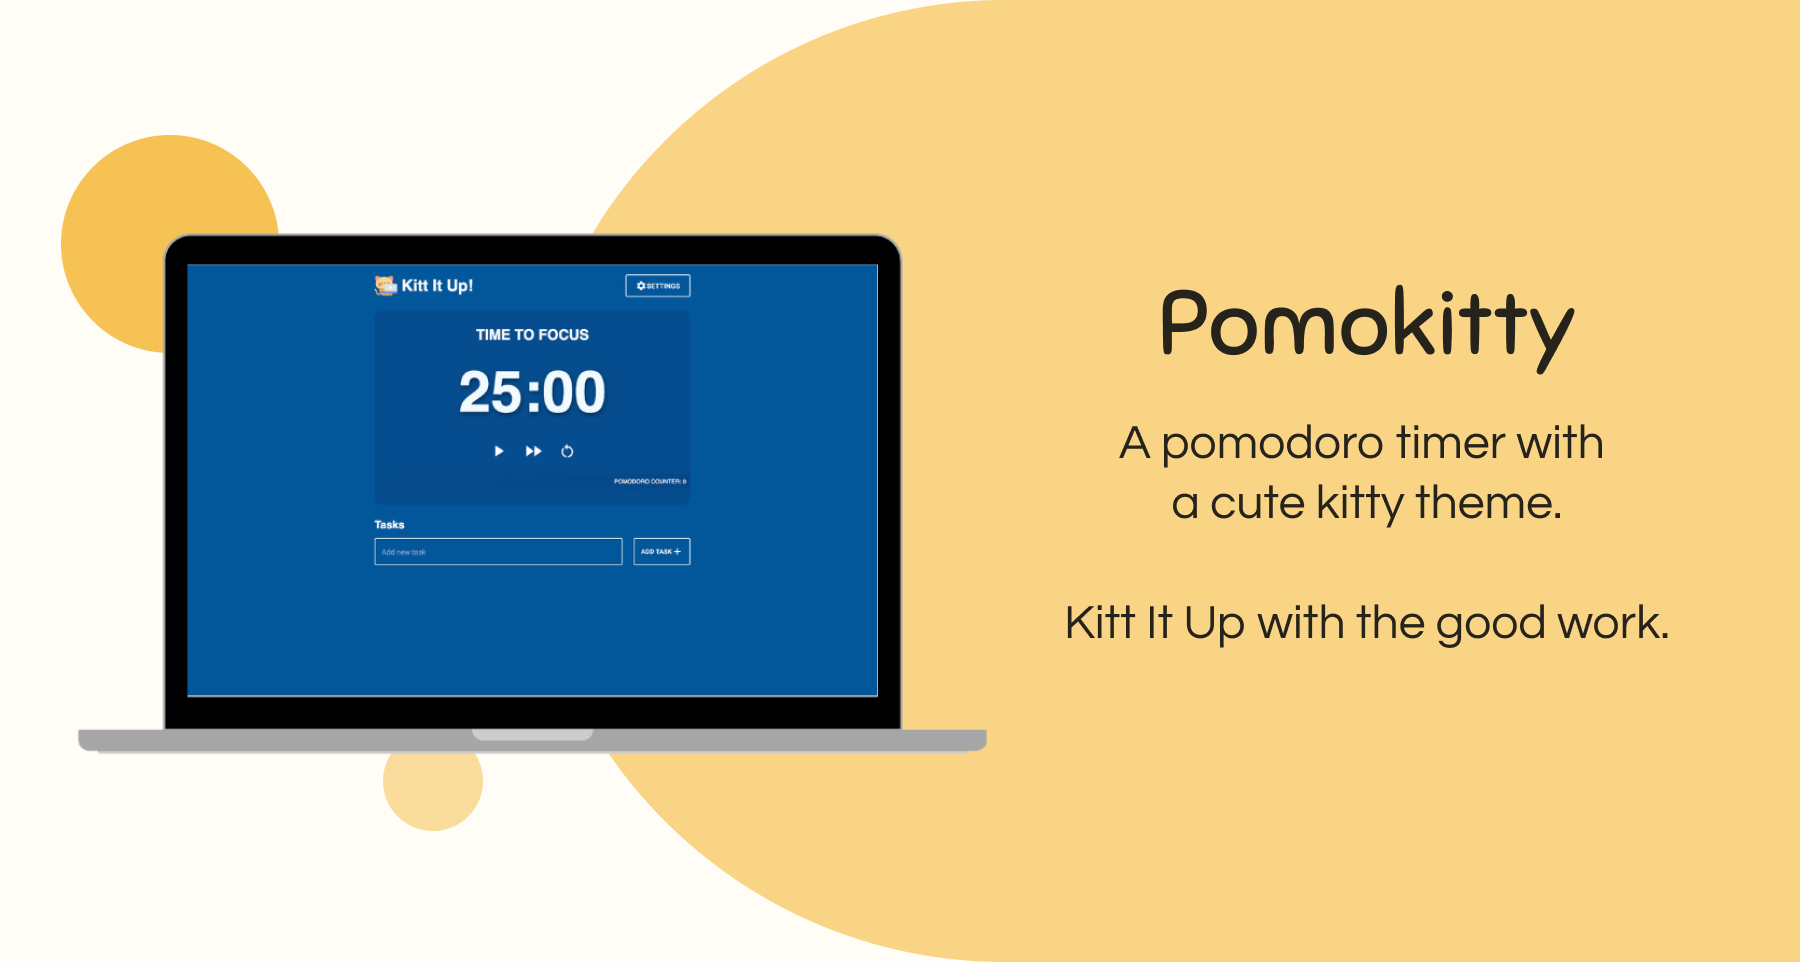 Kitt It Up!
SETTINGS
TIME TO FOCUS
25:00
POMODORO COUNTER: 0
Tasks
Add new task
ADD TASK +
Pomokitty
A pomodoro timer with
a cute kitty theme.
Kitt It Up with the good work.